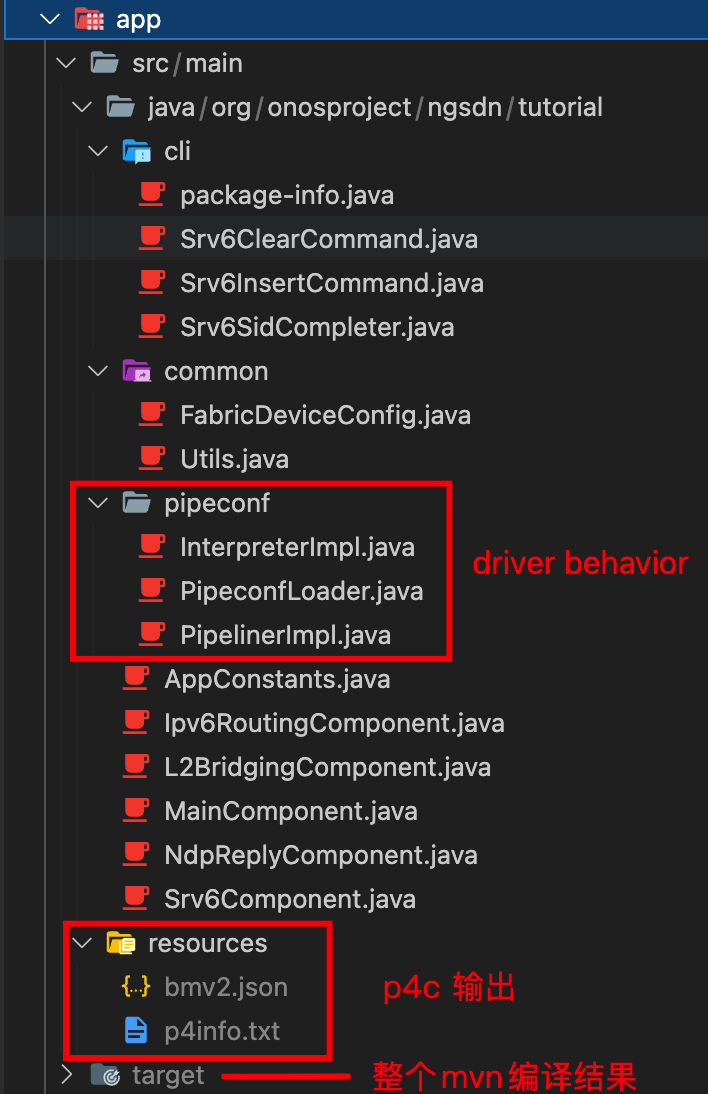 app
src/main
java/org/onosproject/ngsdn/tutorial
cli
package-info.java
Srv6ClearCommand.java
Srv6InsertCommand.java
Srv6SidCompleter.java
common
FabricDeviceConfig.java
Utils.java
pipeconf
InterpreterImpl.java
driver behavior
PipeconfLoader.java
PipelinerImpl.java
AppConstants.java
Ipv6RoutingComponent.java
L2BridgingComponent.java
MainComponent.java
NdpReplyComponent.java
Srv6Component.java
resources
bmv2.json
p4c 输出
p4info.txt
target
整个mvn编译结果